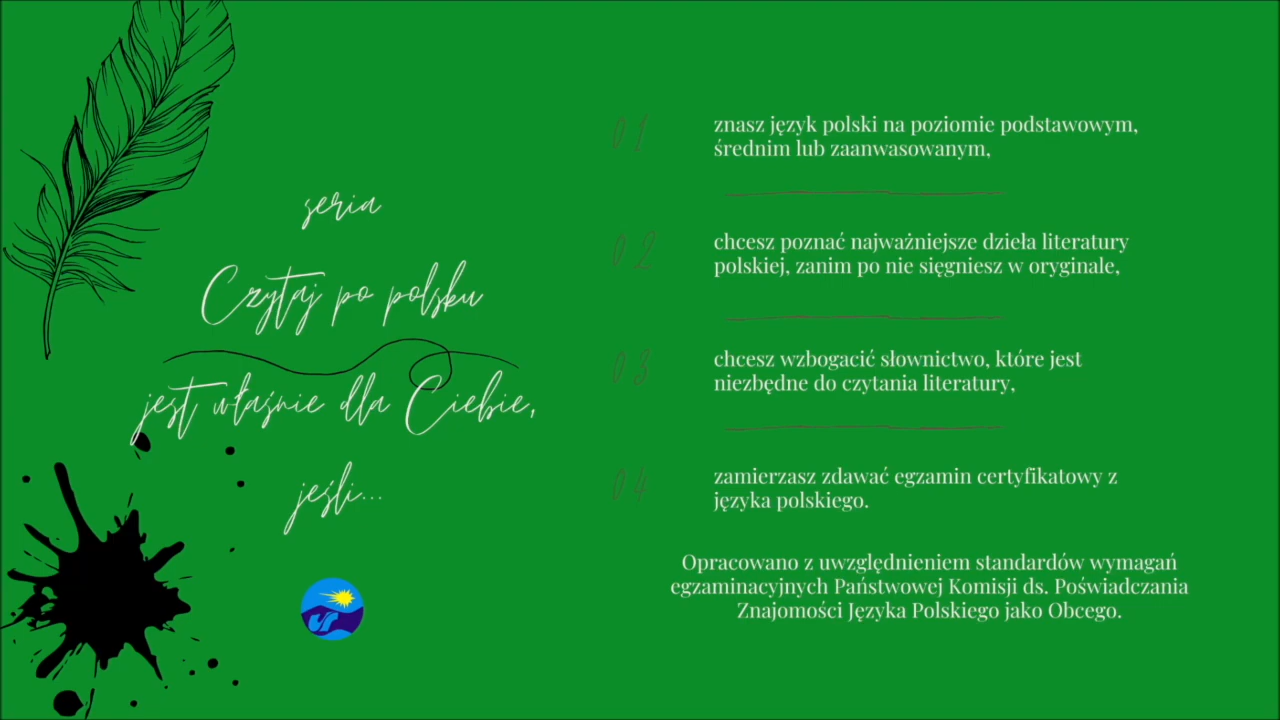 seria
Czytaj po polsku
jest właśnie dla Ciebie,
jeśli...
01
znasz język polski na poziomie podstawowym,
średnim lub zaanwasowanym,
02
chcesz poznać najważniejsze dzieła literatury
polskiej, zanim po nie sięgniesz w oryginale,
03
chcesz wzbogacić słownictwo, które jest
niezbędne do czytania literatury,
04
zamierzasz zdawać egzamin certyfikatowy z
języka polskiego.
Opracowano z uwzględnieniem standardów wymagań
egzaminacyjnych Państwowej Komisji ds. Poświadczania
Znajomości Języka Polskiego jako Obcego.